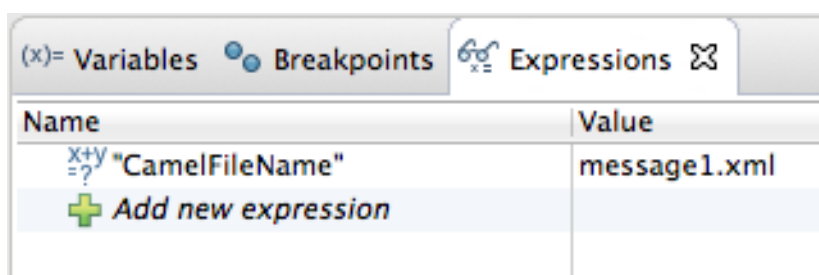 (x)= Variables Breakpoints Expressions
Name Value
x+y=? "CamelFileName" message1.xml
Add new expression